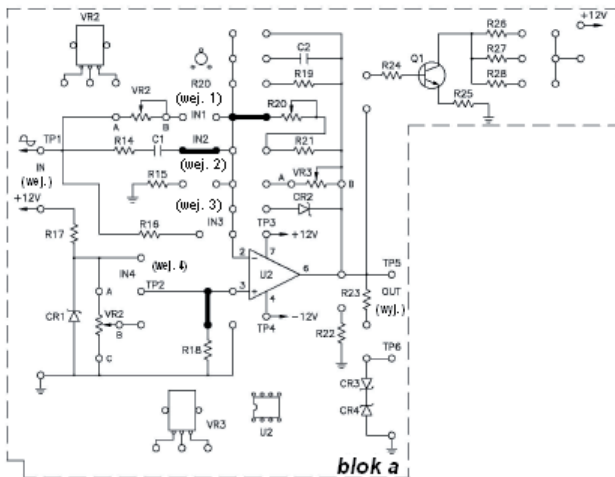 VR2
+12V
R26
C2
R24
Q1
R27
R19
R28
R20
(wej. 1)
VR2
R20
R25
A
B
IN1
TP1
R14
C1
IN2
R21
IN
(wej.)
(wej. 2)
VR3
R15
A
B
+12V
(wej. 3)
CR2
R16
IN3
TP3
+12V
R17
7
2
−
6
TP5
IN4
(wej. 4)
U2
OUT
A
TP2
3
+
4
R23
(wyj.)
CR1
VR2
−12V
B
TP4
R22
R18
C
TP6
CR3
VR3
U2
CR4
blok a